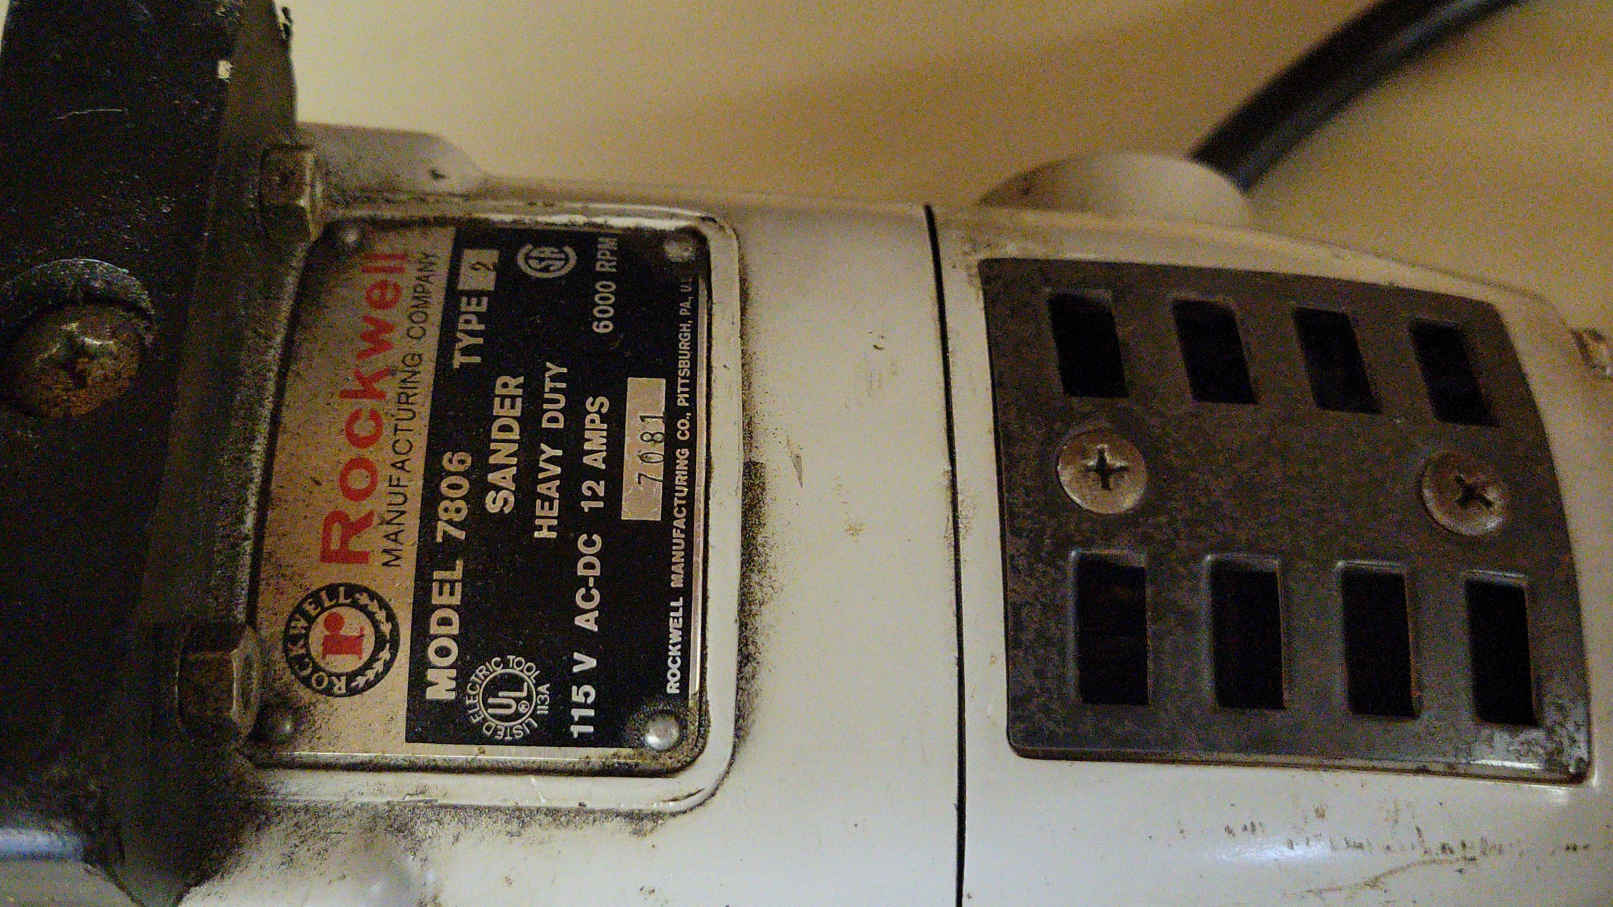 Rockwell
MANUFACTURING COMPANY
ROCKWELL
r
MODEL 7806 TYPE 2
SANDER
HEAVY DUTY
115 V AC-DC 12 AMPS 6000 RPM
7081
ROCKWELL MANUFACTURING CO., PITTSBURGH, PA, U.
LISTED ELECTRIC TOOL
UL ®
113A
SA